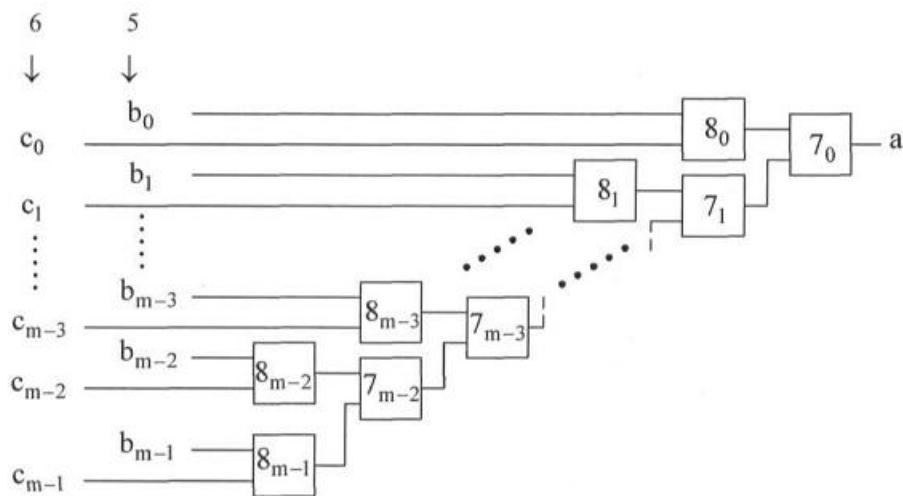 6 5
↓ ↓
b₀
c₀ 8₀ 7₀ a
b₁
c₁ 8₁ 7₁
bₘ₋₃
cₘ₋₃ 8ₘ₋₃ 7ₘ₋₃
bₘ₋₂
cₘ₋₂ 8ₘ₋₂ 7ₘ₋₂
bₘ₋₁
cₘ₋₁ 8ₘ₋₁